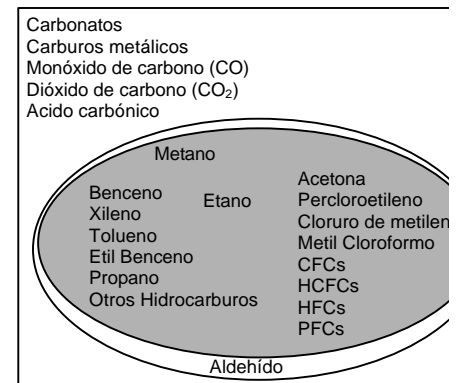 Carbonatos
Carburos metálicos
Monóxido de carbono (CO)
Dióxido de carbono (CO₂)
Acido carbónico
Metano
Benceno
Xileno
Tolueno
Etil Benceno
Propano
Otros Hidrocarburos
Etano
Acetona
Percloroetileno
Cloruro de metilen
Metil Cloroformo
CFCs
HCFCs
HFCs
PFCs
Aldehído